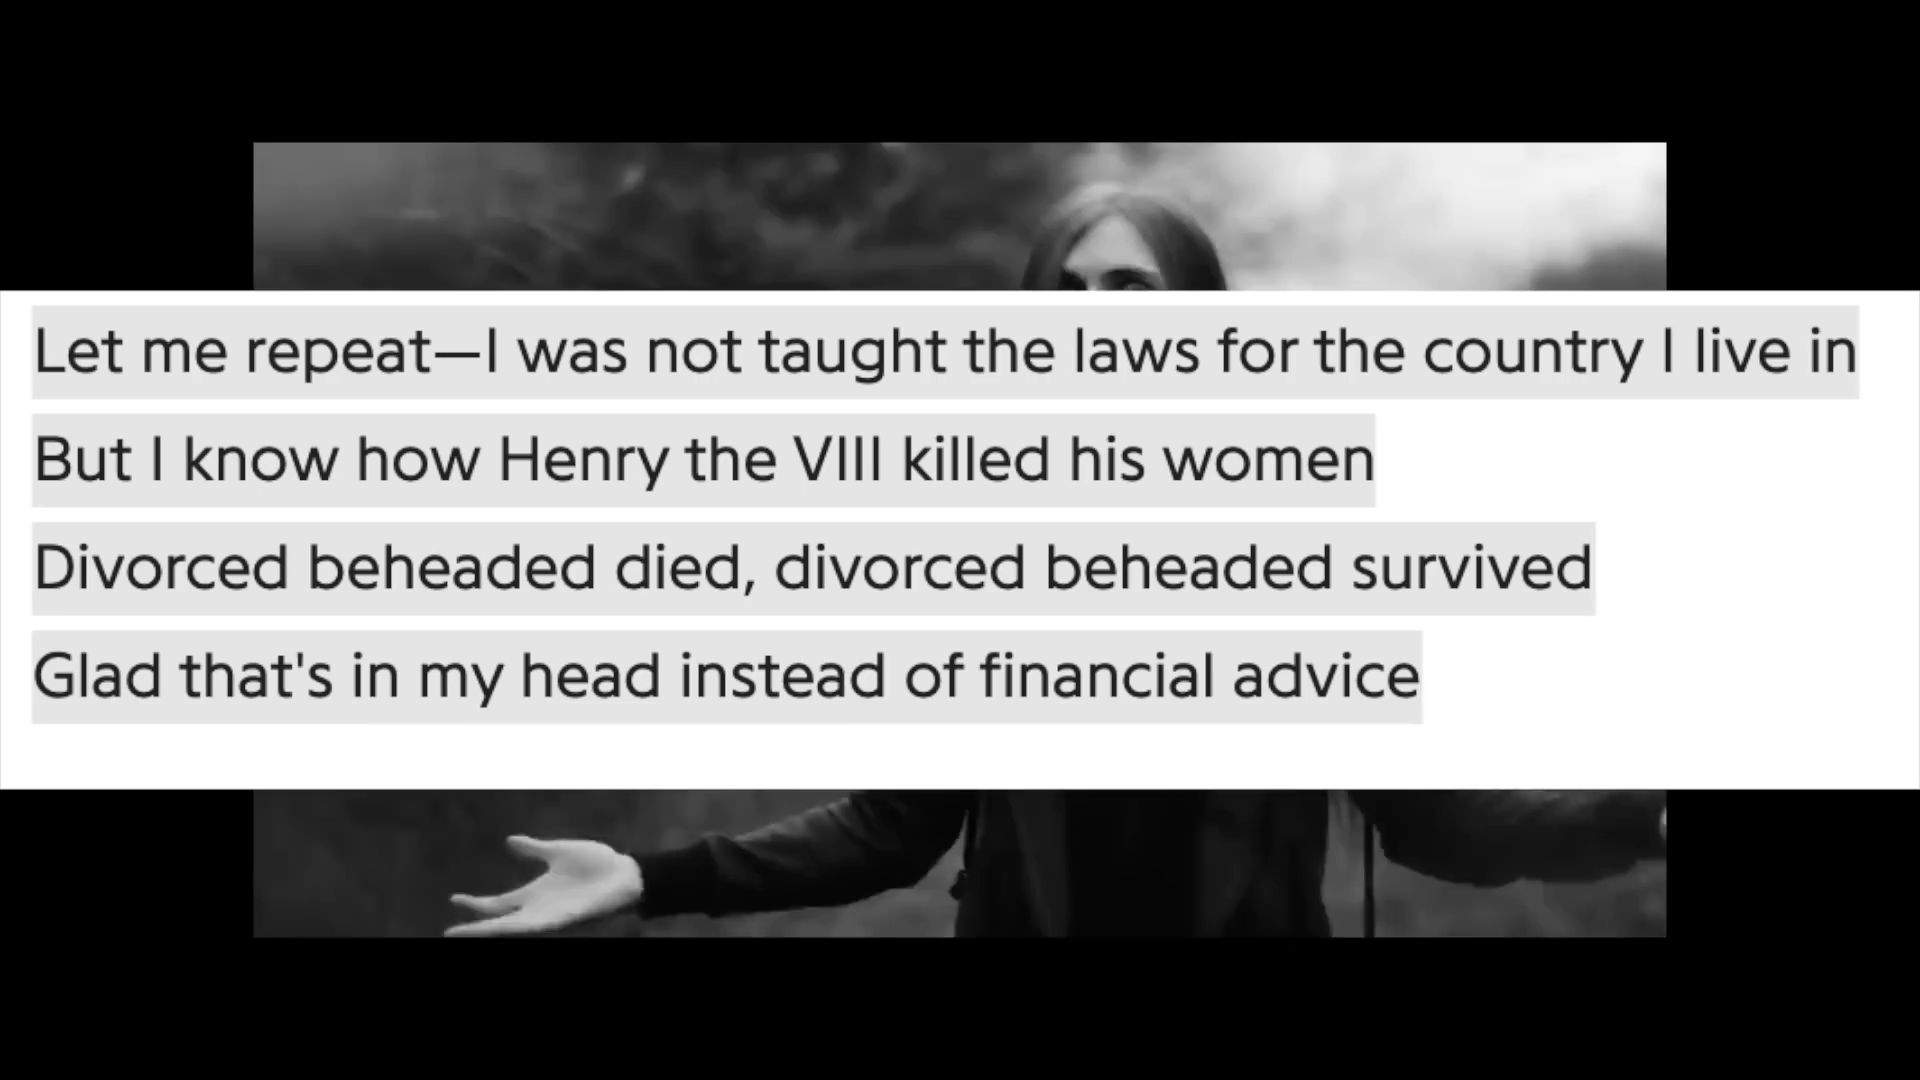 Let me repeat—I was not taught the laws for the country I live in
But I know how Henry the VIII killed his women
Divorced beheaded died, divorced beheaded survived
Glad that's in my head instead of financial advice